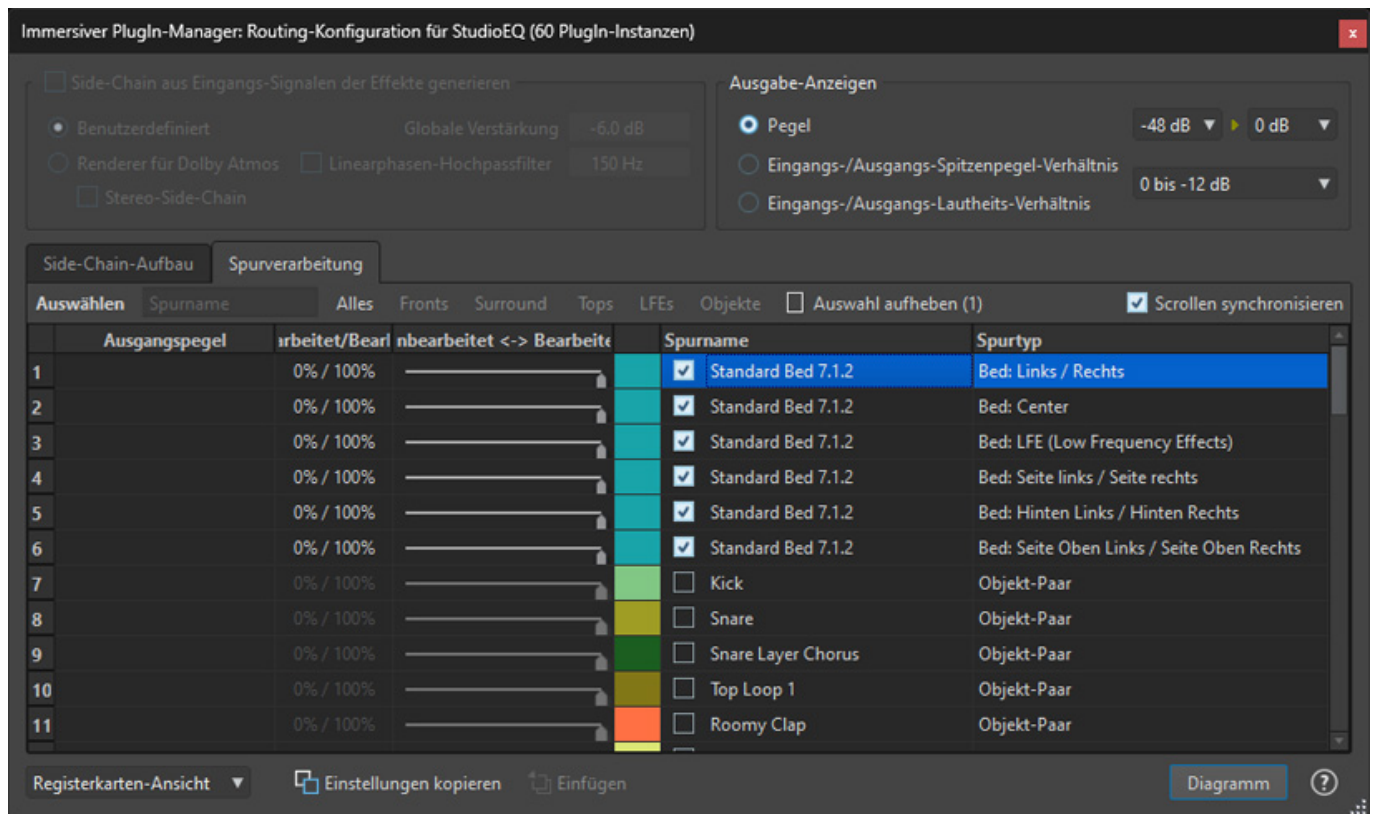 Immersiver PlugIn-Manager: Routing-Konfiguration für StudioEQ (60 PlugIn-Instanzen)
x
Side-Chain aus Eingangs-Signalen der Effekte generieren
Benutzerdefiniert Globale Verstärkung -6.0 dB
Renderer für Dolby Atmos Linearphasen-Hochpassfilter 150 Hz
Stereo-Side-Chain
Ausgabe-Anzeigen
Pegel -48 dB 0 dB
Eingangs-/Ausgangs-Spitzenpegel-Verhältnis
0 bis -12 dB
Eingangs-/Ausgangs-Lautheits-Verhältnis
Side-Chain-Aufbau Spurverarbeitung
Auswählen Spurname Alles Fronts Surround Tops LFEs Objekte Auswahl aufheben (1) Scrollen synchronisieren
Ausgangspegel arbeitet/Bearl nbearbeitet <-> Bearbeite Spurname Spurtyp
1 0% / 100% Standard Bed 7.1.2 Bed: Links / Rechts
2 0% / 100% Standard Bed 7.1.2 Bed: Center
3 0% / 100% Standard Bed 7.1.2 Bed: LFE (Low Frequency Effects)
4 0% / 100% Standard Bed 7.1.2 Bed: Seite links / Seite rechts
5 0% / 100% Standard Bed 7.1.2 Bed: Hinten Links / Hinten Rechts
6 0% / 100% Standard Bed 7.1.2 Bed: Seite Oben Links / Seite Oben Rechts
7 0% / 100% Kick Objekt-Paar
8 0% / 100% Snare Objekt-Paar
9 0% / 100% Snare Layer Chorus Objekt-Paar
10 0% / 100% Top Loop 1 Objekt-Paar
11 0% / 100% Roomy Clap Objekt-Paar
Registerkarten-Ansicht Einstellungen kopieren Einfügen Diagramm ?